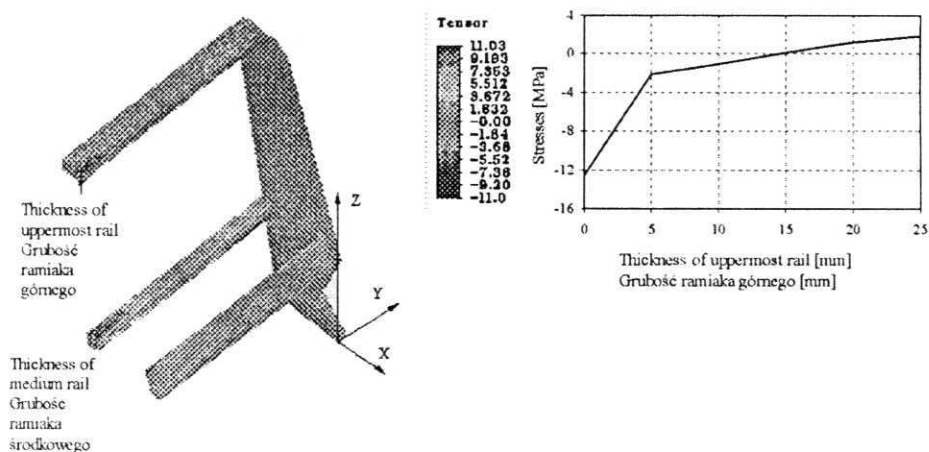 Tensor
11.03
9.193
7.353
5.512
3.672
1.832
-0.00
-1.84
-3.68
-5.52
-7.36
-9.20
-11.0
Thickness of
uppermost rail
Grubość
ramiaka
górnego
Thickness of
medium rail
Grubość
ramiaka
środkowego
Z
Y
X
Stresses [MPa]
4
0
-4
-8
-12
-16
0 5 10 15 20 25
Thickness of uppermost rail [mm]
Grubość ramiaka górnego [mm]